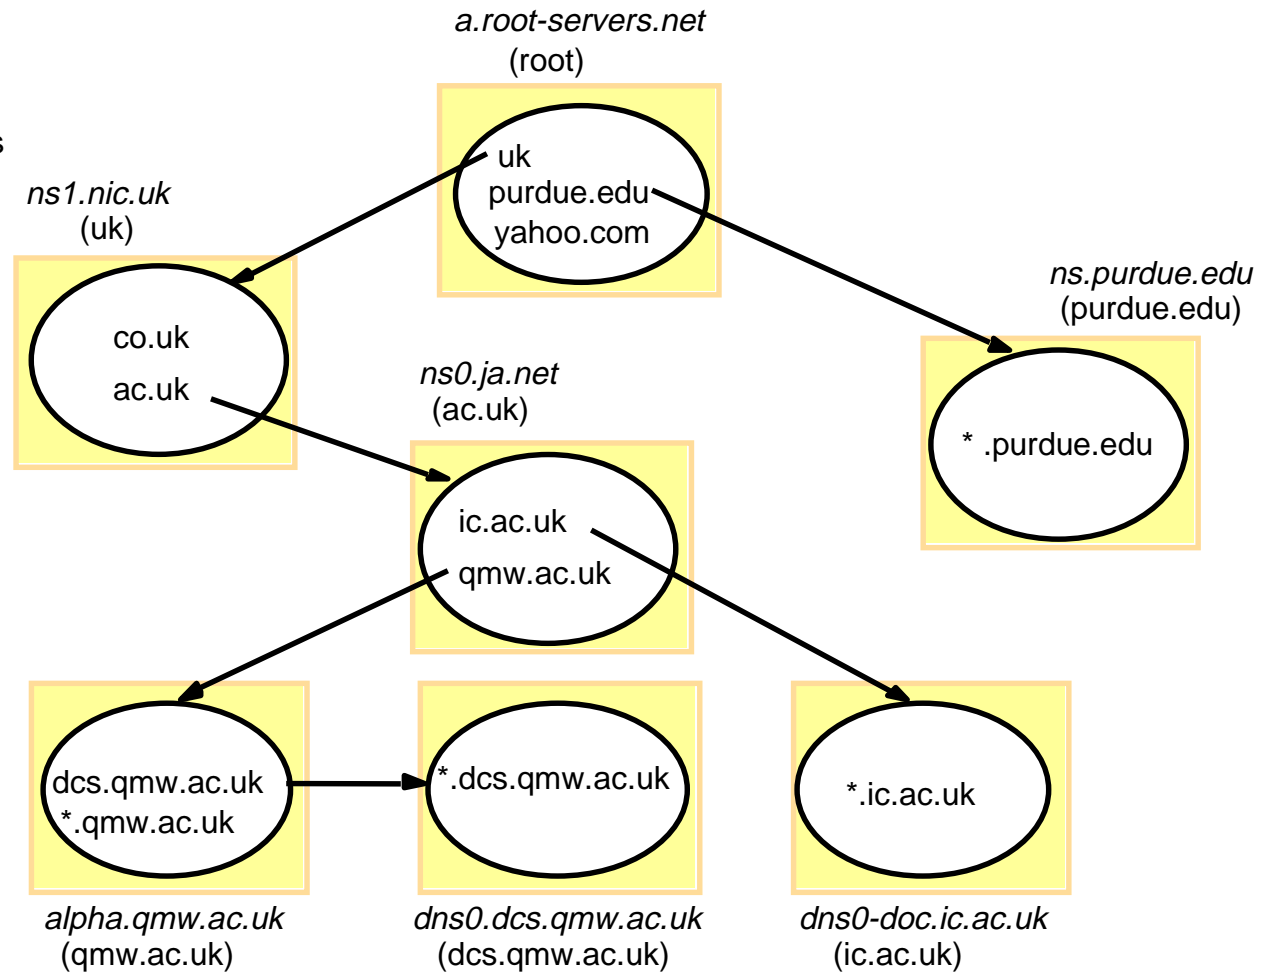 a.root-servers.net
(root)
s
uk
purdue.edu
yahoo.com
ns1.nic.uk
(uk)
co.uk
ac.uk
ns.purdue.edu
(purdue.edu)
* .purdue.edu
ns0.ja.net
(ac.uk)
ic.ac.uk
qmw.ac.uk
dcs.qmw.ac.uk
*.qmw.ac.uk
*.dcs.qmw.ac.uk
*.ic.ac.uk
alpha.qmw.ac.uk
(qmw.ac.uk)
dns0.dcs.qmw.ac.uk
(dcs.qmw.ac.uk)
dns0-doc.ic.ac.uk
(ic.ac.uk)